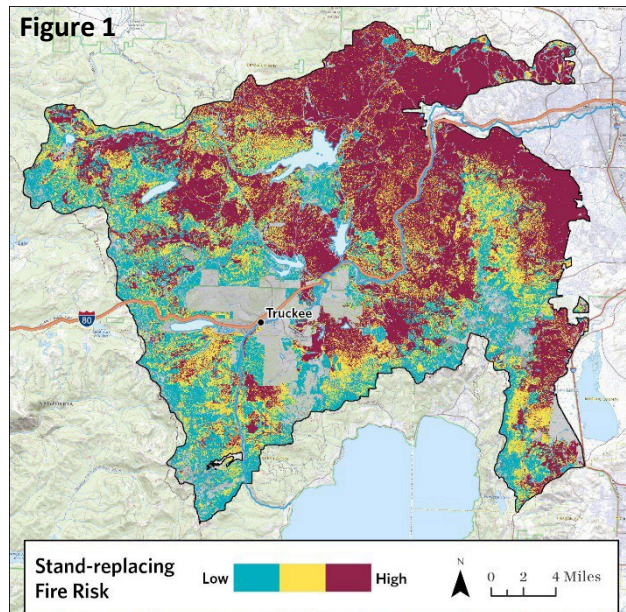 Figure 1
80
Truckee
Stand-replacing
Fire Risk
Low
High
N
0 2 4 Miles